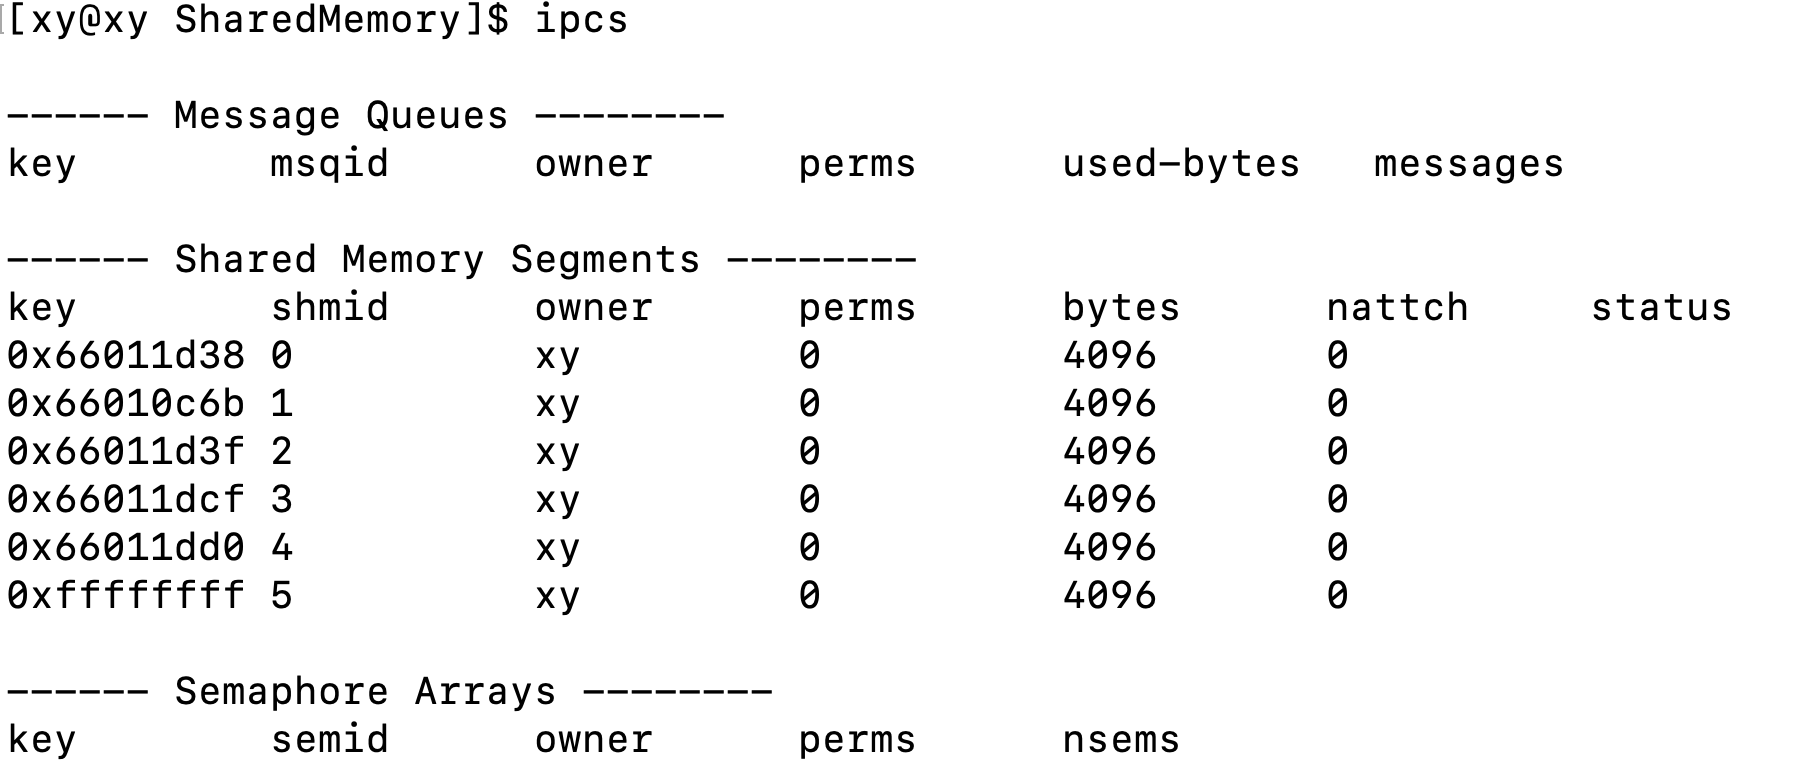 [xy@xy SharedMemory]$ ipcs
------ Message Queues --------
key        msqid      owner      perms      used-bytes   messages
------ Shared Memory Segments --------
key        shmid      owner      perms      bytes      nattch     status
0x66011d38 0          xy         0          4096       0
0x66010c6b 1          xy         0          4096       0
0x66011d3f 2          xy         0          4096       0
0x66011dcf 3          xy         0          4096       0
0x66011dd0 4          xy         0          4096       0
0xffffffff 5          xy         0          4096       0
------ Semaphore Arrays --------
key        semid      owner      perms      nsems